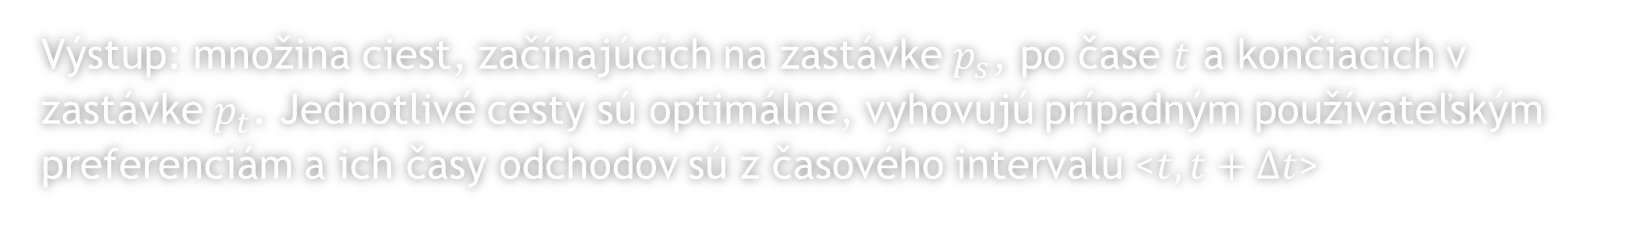 Výstup: množina ciest, začínajúcich na zastávke pₛ, po čase t a končiacich v
zastávke pₜ. Jednotlivé cesty sú optimálne, vyhovujú prípadným používateľským
preferenciám a ich časy odchodov sú z časového intervalu <t, t + Δt>